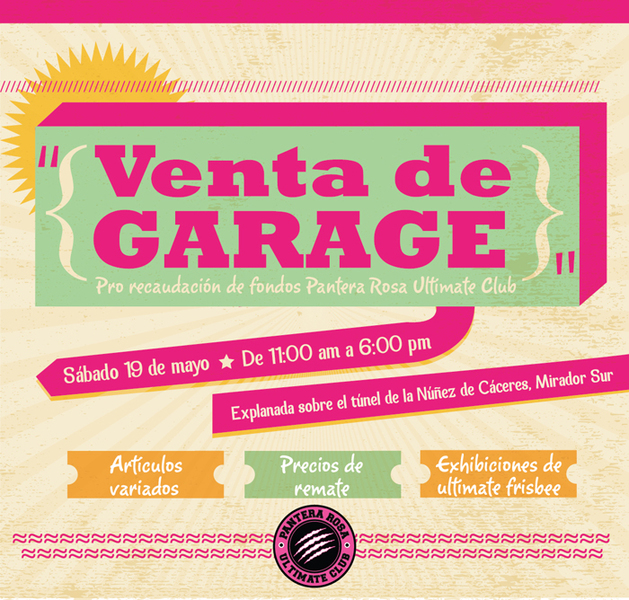 "Venta de
GARAGE"
Pro recaudación de fondos Pantera Rosa Ultimate Club
Sábado 19 de mayo ★ De 11:00 am a 6:00 pm
Explanada sobre el túnel de la Núñez de Cáceres, Mirador Sur
Artículos
variados
Precios de
remate
Exhibiciones de
ultimate frisbee
PANTERA ROSA
ULTIMATE CLUB